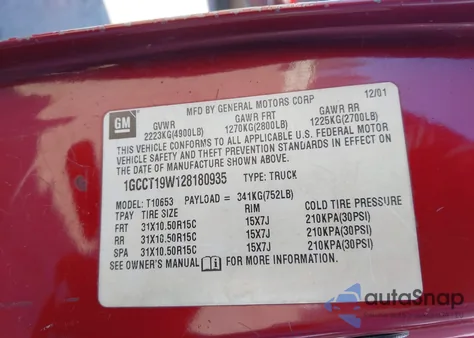 MFD BY GENERAL MOTORS CORP 12/01
GM GVWR GAWR FRT GAWR RR
2223KG(4900LB) 1270KG(2800LB) 1225KG(2700LB)
THIS VEHICLE CONFORMS TO ALL APPLICABLE U.S. FEDERAL MOTOR
VEHICLE SAFETY AND THEFT PREVENTION STANDARDS IN EFFECT ON
THE DATE OF MANUFACTURE SHOWN ABOVE.
1GCCT19W128180935 TYPE: TRUCK
MODEL: T10653 PAYLOAD = 341KG(752LB)
TPAY TIRE SIZE RIM COLD TIRE PRESSURE
FRT 31X10.50R15C 15X7J 210KPA(30PSI)
RR 31X10.50R15C 15X7J 210KPA(30PSI)
SPA 31X10.50R15C 15X7J 210KPA(30PSI)
SEE OWNER'S MANUAL FOR MORE INFORMATION
autoSnap